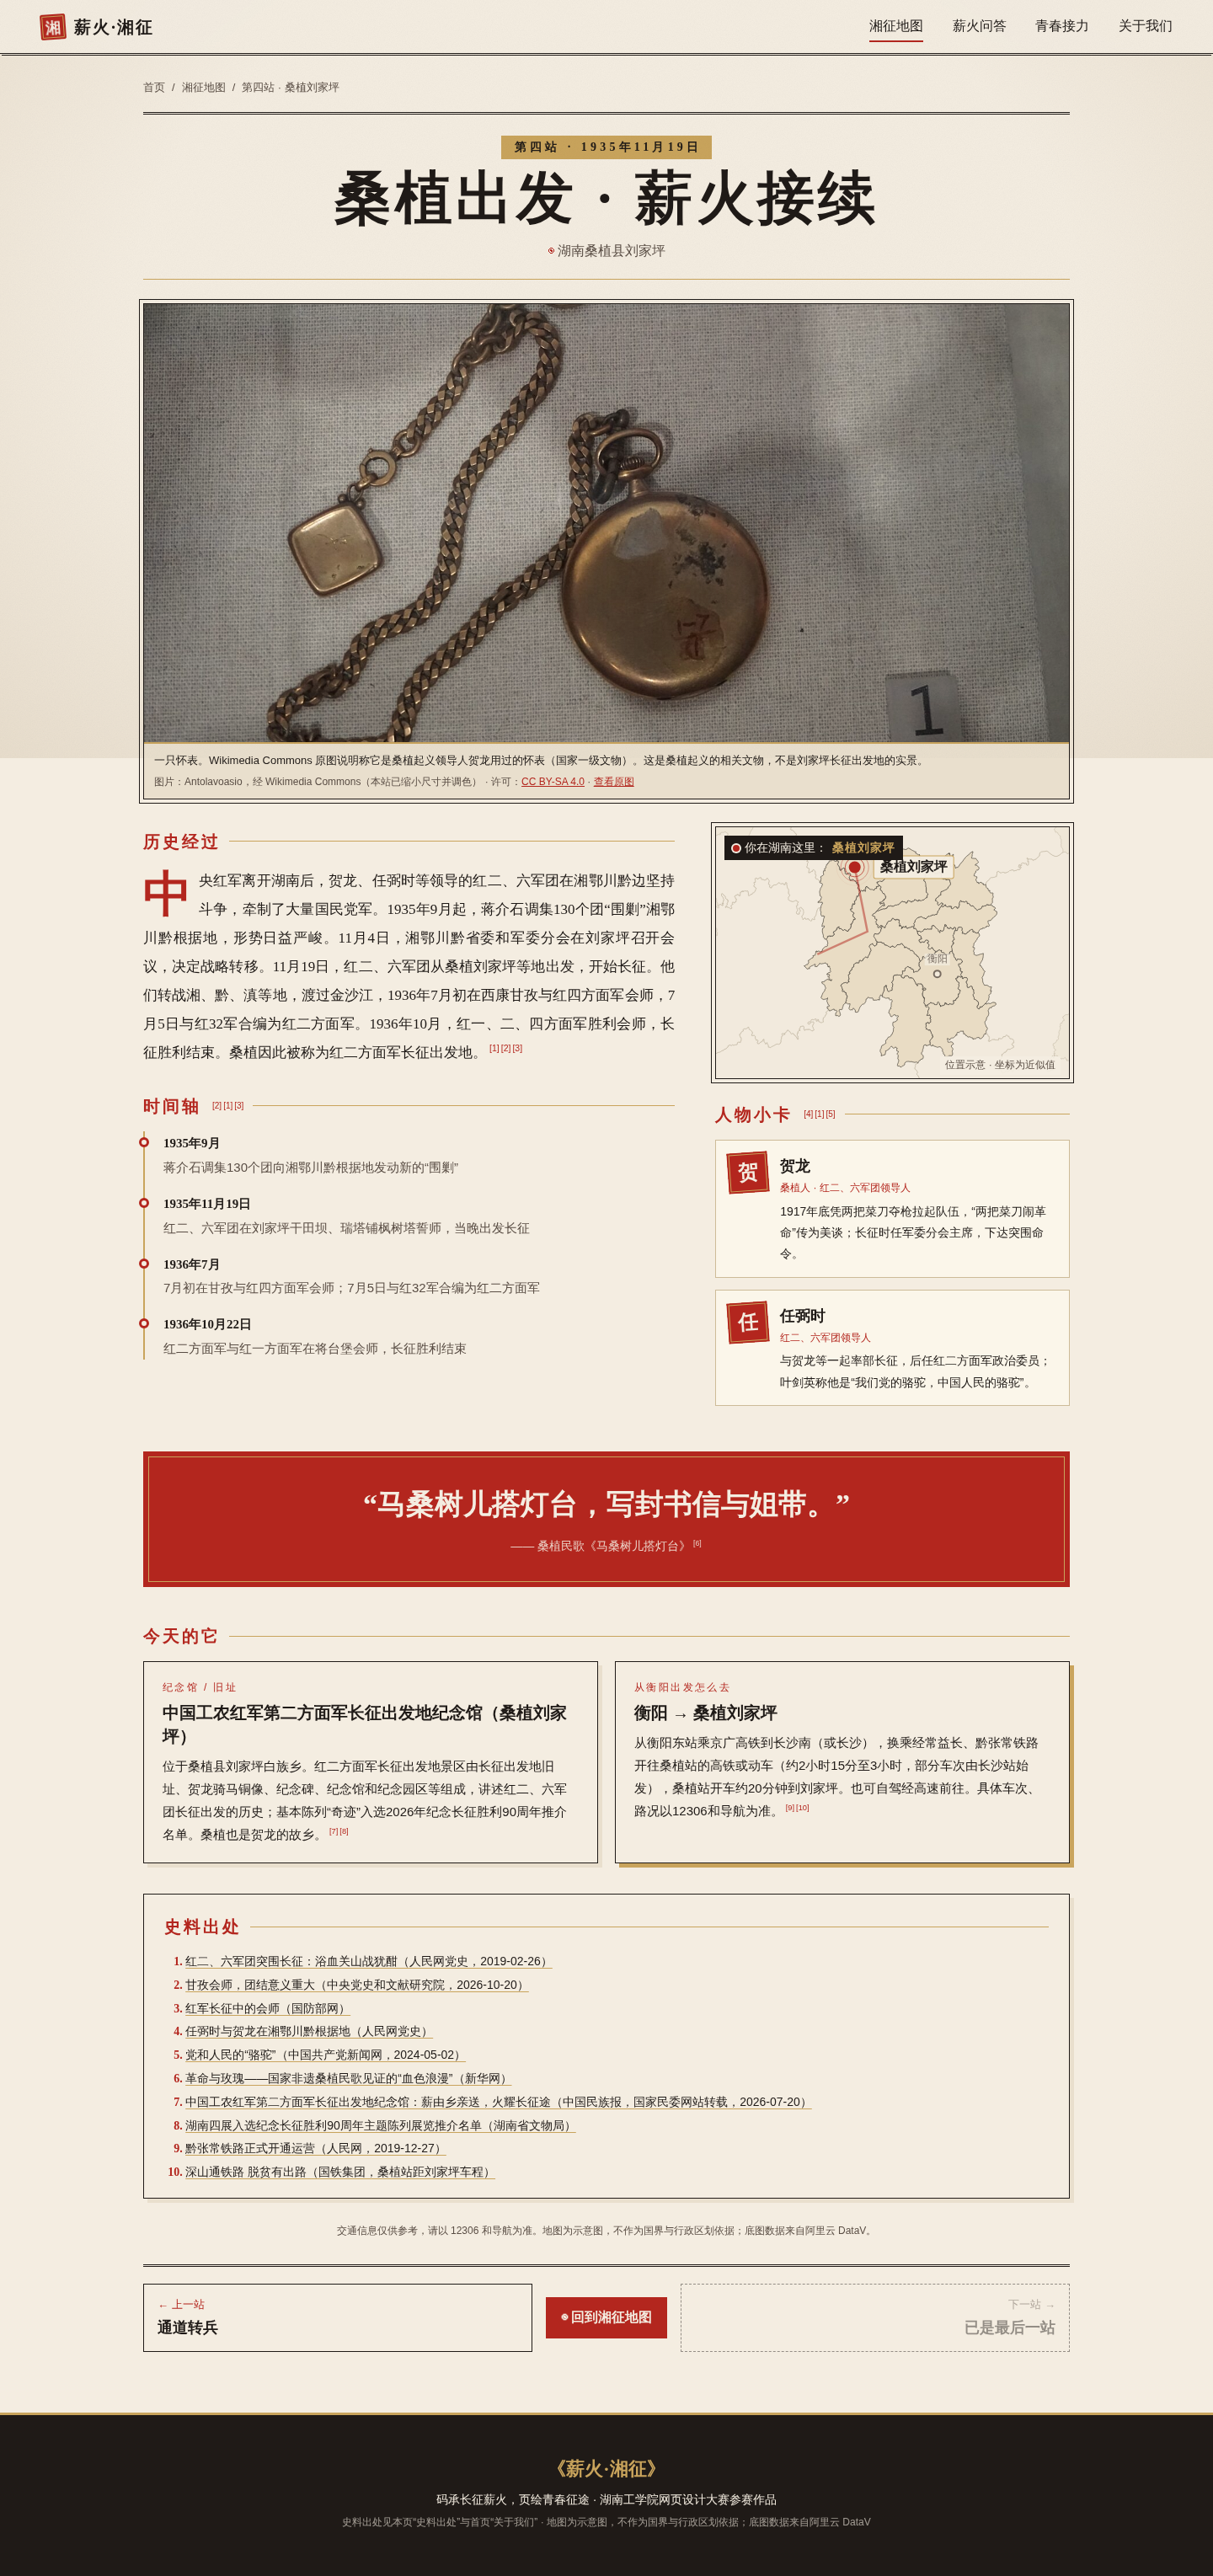 湘 薪火·湘征
湘征地图 薪火问答 青春接力 关于我们
首页 / 湘征地图 / 第四站 · 桑植刘家坪
第四站 · 1935年11月19日
桑植出发 · 薪火接续
湖南桑植县刘家坪
1
一只怀表。Wikimedia Commons 原图说明称它是桑植起义领导人贺龙用过的怀表（国家一级文物）。这是桑植起义的相关文物，不是刘家坪长征出发地的实景。
图片：Antolavoasio，经 Wikimedia Commons（本站已缩小尺寸并调色） · 许可：CC BY-SA 4.0 · 查看原图
历史经过
中央红军离开湖南后，贺龙、任弼时等领导的红二、六军团在湘鄂川黔边坚持
斗争，牵制了大量国民党军。1935年9月起，蒋介石调集130个团“围剿”湘鄂
川黔根据地，形势日益严峻。11月4日，湘鄂川黔省委和军委分会在刘家坪召开会
议，决定战略转移。11月19日，红二、六军团从桑植刘家坪等地出发，开始长征。他
们转战湘、黔、滇等地，渡过金沙江，1936年7月初在西康甘孜与红四方面军会师，7
月5日与红32军合编为红二方面军。1936年10月，红一、二、四方面军胜利会师，长
征胜利结束。桑植因此被称为红二方面军长征出发地。 [1] [2] [3]
时间轴 [2] [1] [3]
1935年9月
蒋介石调集130个团向湘鄂川黔根据地发动新的“围剿”
1935年11月19日
红二、六军团在刘家坪干田坝、瑞塔铺枫树塔誓师，当晚出发长征
1936年7月
7月初在甘孜与红四方面军会师；7月5日与红32军合编为红二方面军
1936年10月22日
红二方面军与红一方面军在将台堡会师，长征胜利结束
你在湖南这里： 桑植刘家坪
桑植刘家坪
衡阳
位置示意 · 坐标为近似值
人物小卡 [4] [1] [5]
贺
贺龙
桑植人 · 红二、六军团领导人
1917年底凭两把菜刀夺枪拉起队伍，“两把菜刀闹革
命”传为美谈；长征时任军委分会主席，下达突围命
令。
任
任弼时
红二、六军团领导人
与贺龙等一起率部长征，后任红二方面军政治委员；
叶剑英称他是“我们党的骆驼，中国人民的骆驼”。
“马桑树儿搭灯台，写封书信与姐带。”
—— 桑植民歌《马桑树儿搭灯台》 [6]
今天的它
纪念馆 / 旧址
中国工农红军第二方面军长征出发地纪念馆（桑植刘家
坪）
位于桑植县刘家坪白族乡。红二方面军长征出发地景区由长征出发地旧
址、贺龙骑马铜像、纪念碑、纪念馆和纪念园区等组成，讲述红二、六军
团长征出发的历史；基本陈列“奇迹”入选2026年纪念长征胜利90周年推介
名单。桑植也是贺龙的故乡。 [7] [8]
从衡阳出发怎么去
衡阳 → 桑植刘家坪
从衡阳东站乘京广高铁到长沙南（或长沙），换乘经常益长、黔张常铁路
开往桑植站的高铁或动车（约2小时15分至3小时，部分车次由长沙站始
发），桑植站开车约20分钟到刘家坪。也可自驾经高速前往。具体车次、
路况以12306和导航为准。 [9] [10]
史料出处
1. 红二、六军团突围长征：浴血关山战犹酣（人民网党史，2019-02-26）
2. 甘孜会师，团结意义重大（中央党史和文献研究院，2026-10-20）
3. 红军长征中的会师（国防部网）
4. 任弼时与贺龙在湘鄂川黔根据地（人民网党史）
5. 党和人民的“骆驼”（中国共产党新闻网，2024-05-02）
6. 革命与玫瑰——国家非遗桑植民歌见证的“血色浪漫”（新华网）
7. 中国工农红军第二方面军长征出发地纪念馆：薪由乡亲送，火耀长征途（中国民族报，国家民委网站转载，2026-07-20）
8. 湖南四展入选纪念长征胜利90周年主题陈列展览推介名单（湖南省文物局）
9. 黔张常铁路正式开通运营（人民网，2019-12-27）
10. 深山通铁路 脱贫有出路（国铁集团，桑植站距刘家坪车程）
交通信息仅供参考，请以 12306 和导航为准。地图为示意图，不作为国界与行政区划依据；底图数据来自阿里云 DataV。
← 上一站
通道转兵
回到湘征地图
下一站 →
已是最后一站
《薪火·湘征》
码承长征薪火，页绘青春征途 · 湖南工学院网页设计大赛参赛作品
史料出处见本页“史料出处”与首页“关于我们” · 地图为示意图，不作为国界与行政区划依据；底图数据来自阿里云 DataV